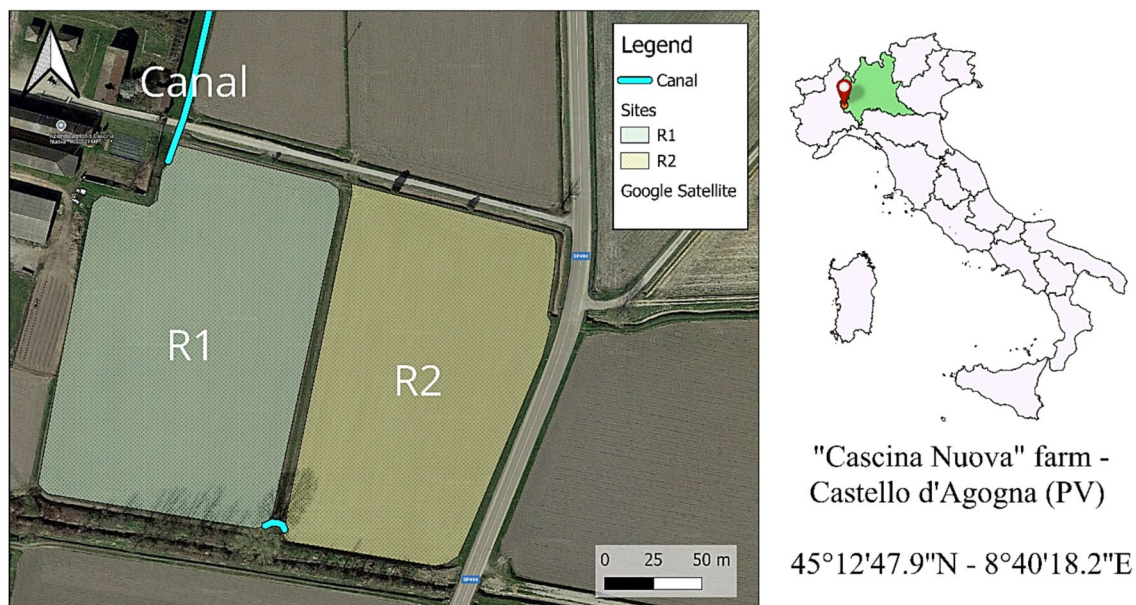 Canal
Legend
Canal
Sites
R1
R2
Google Satellite
R1
R2
SP494
0 25 50 m
"Cascina Nuova" farm -
Castello d'Agogna (PV)
45°12'47.9"N - 8°40'18.2"E